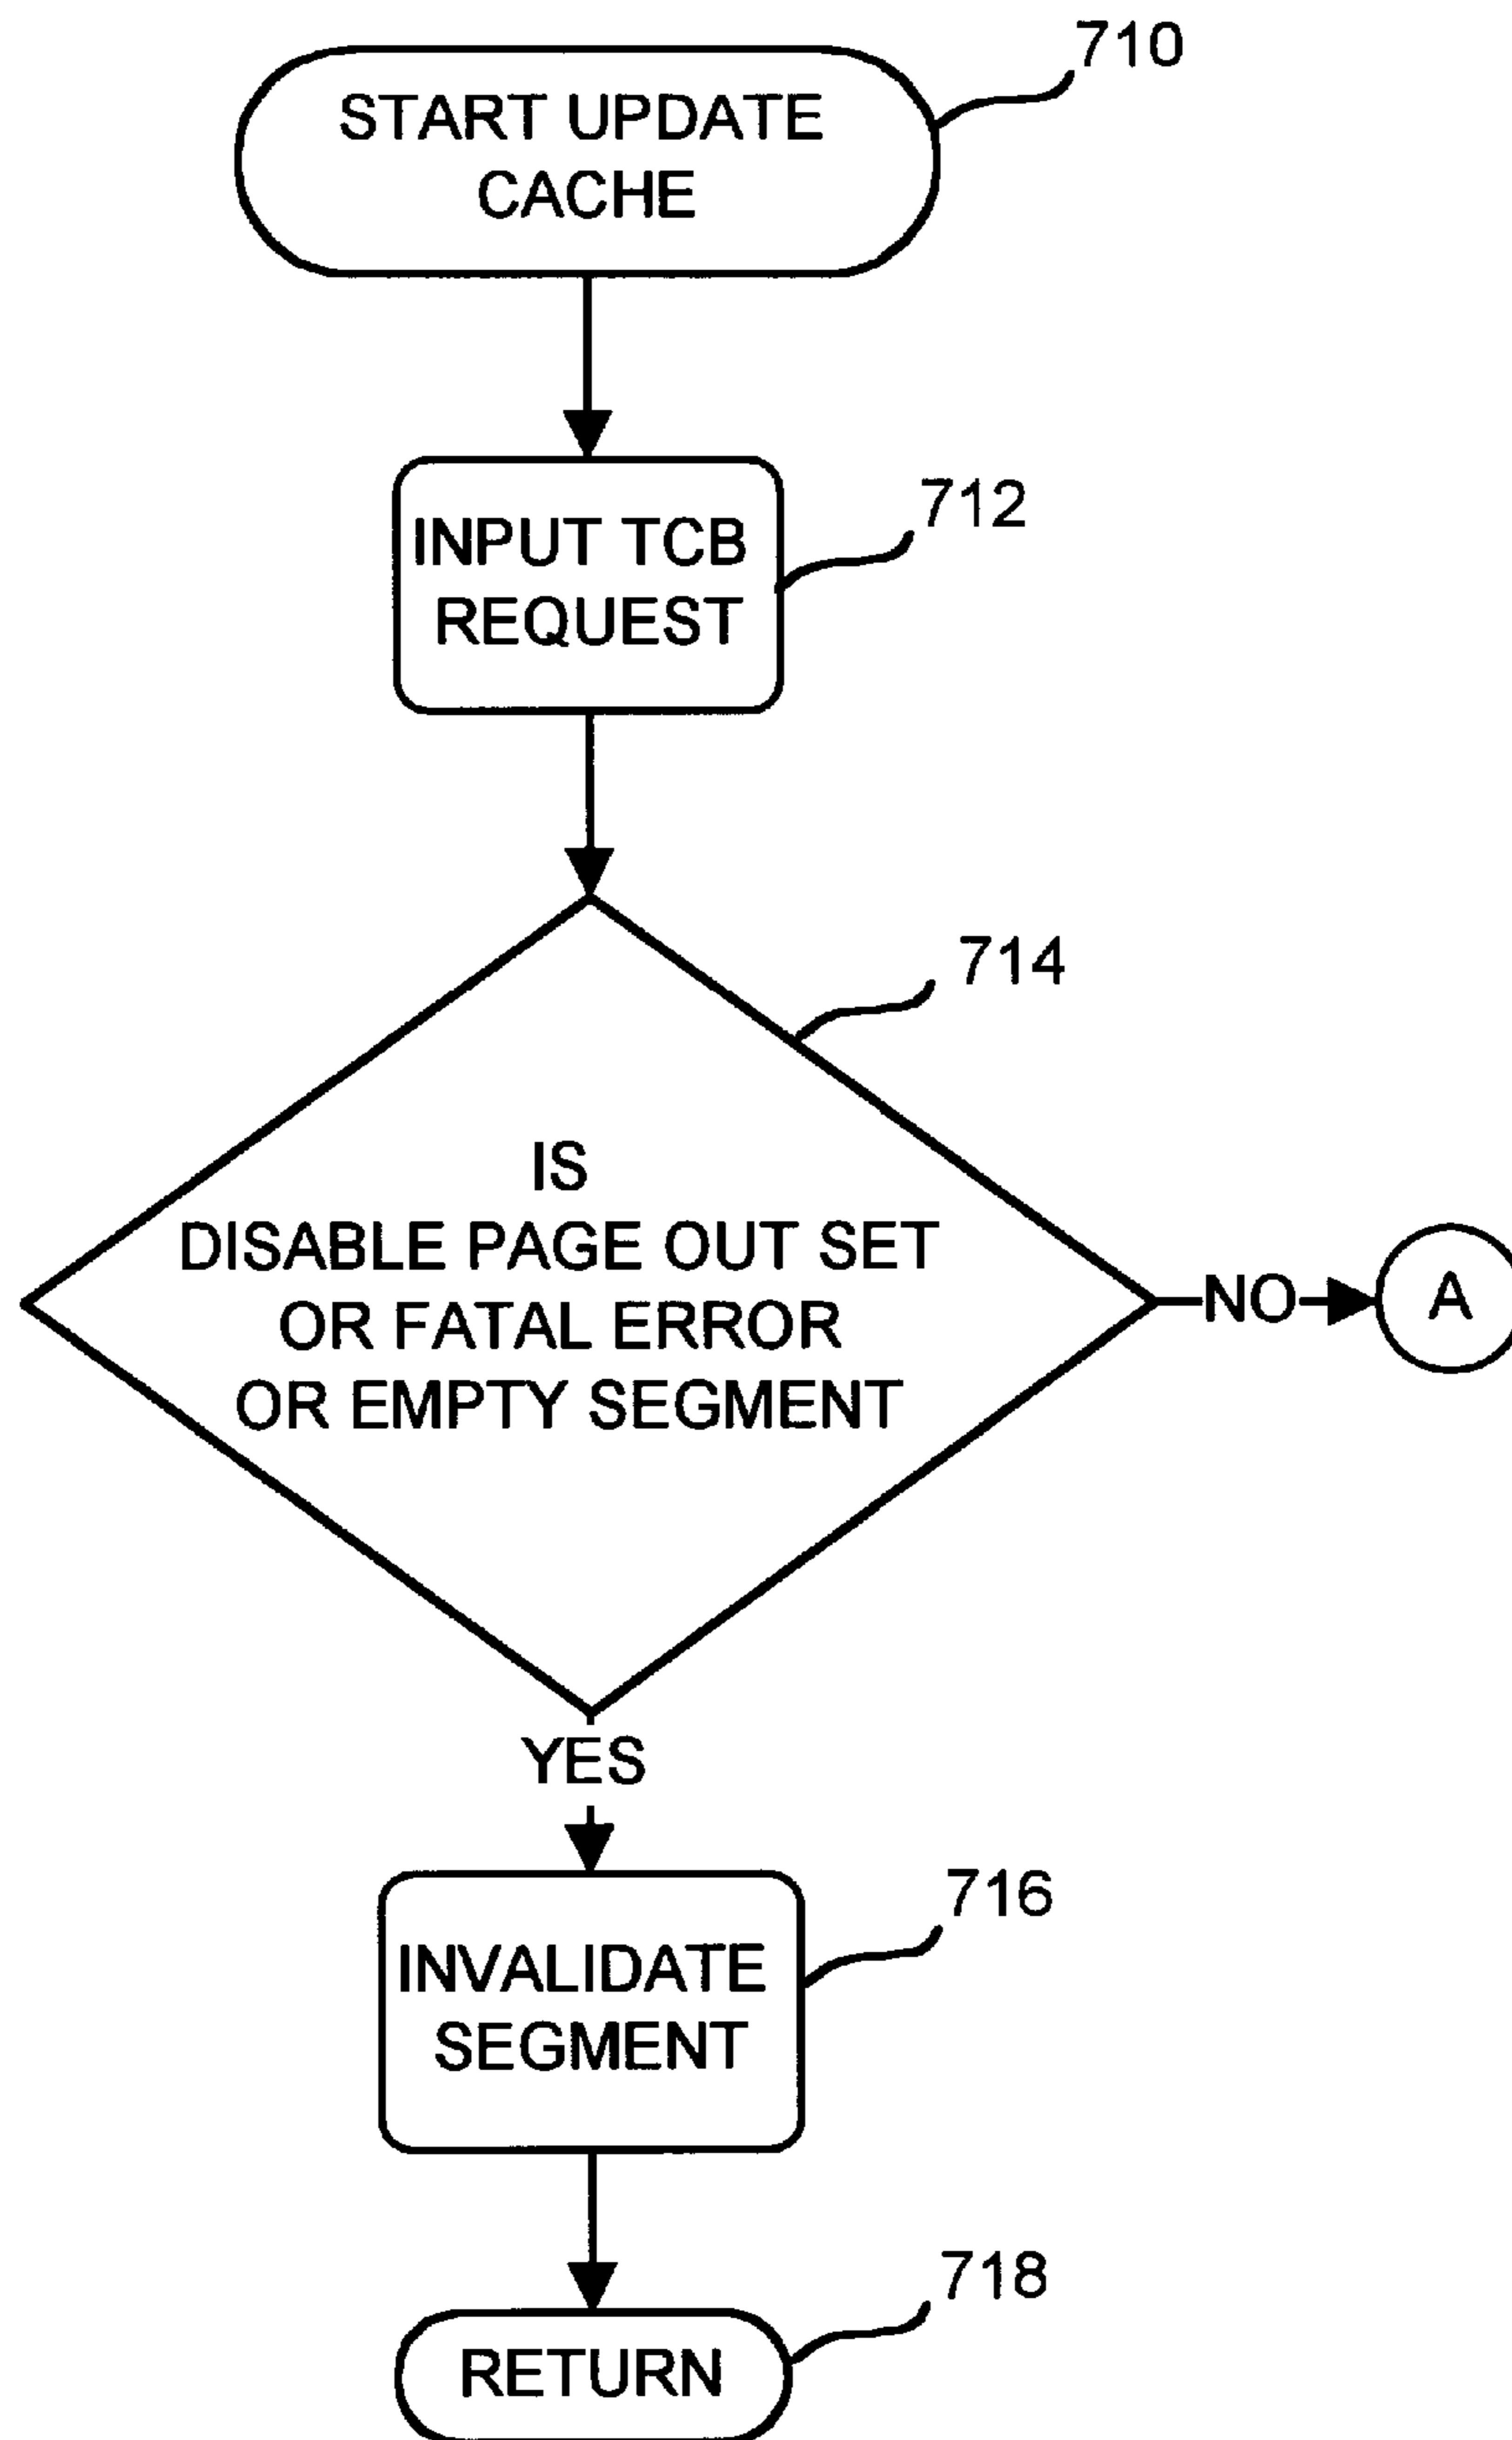 710
START UPDATE
CACHE
712
INPUT TCB
REQUEST
714
IS
DISABLE PAGE OUT SET
OR FATAL ERROR
OR EMPTY SEGMENT
NO
A
YES
716
INVALIDATE
SEGMENT
718
RETURN